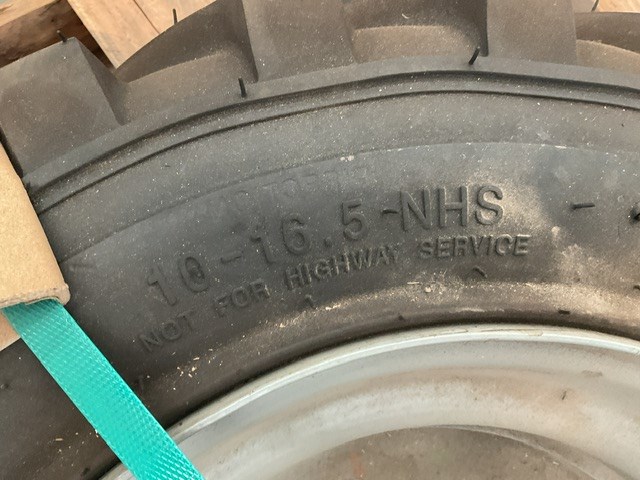 10-16.5-NHS
NOT FOR HIGHWAY SERVICE